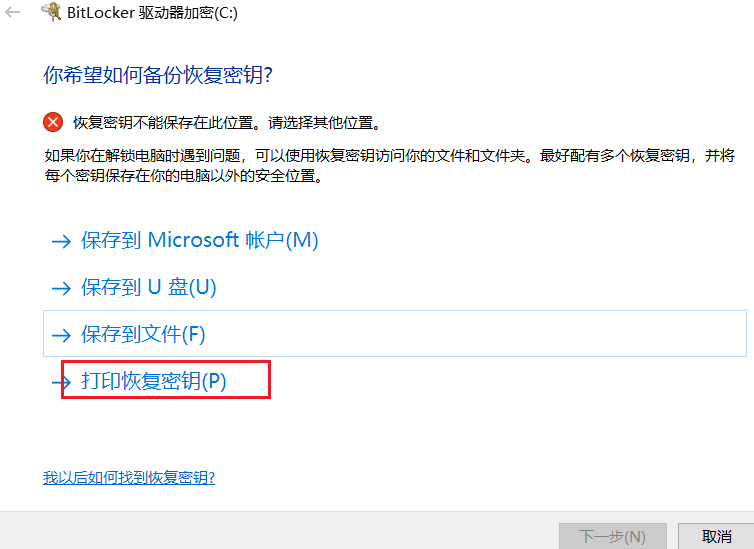 BitLocker 驱动器加密(C:)
你希望如何备份恢复密钥?
恢复密钥不能保存在此位置。请选择其他位置。
如果你在解锁电脑时遇到问题，可以使用恢复密钥访问你的文件和文件夹。最好配有多个恢复密钥，并将
每个密钥保存在你的电脑以外的安全位置。
保存到 Microsoft 帐户(M)
保存到 U 盘(U)
保存到文件(F)
打印恢复密钥(P)
我以后如何找到恢复密钥?
下一步(N)
取消